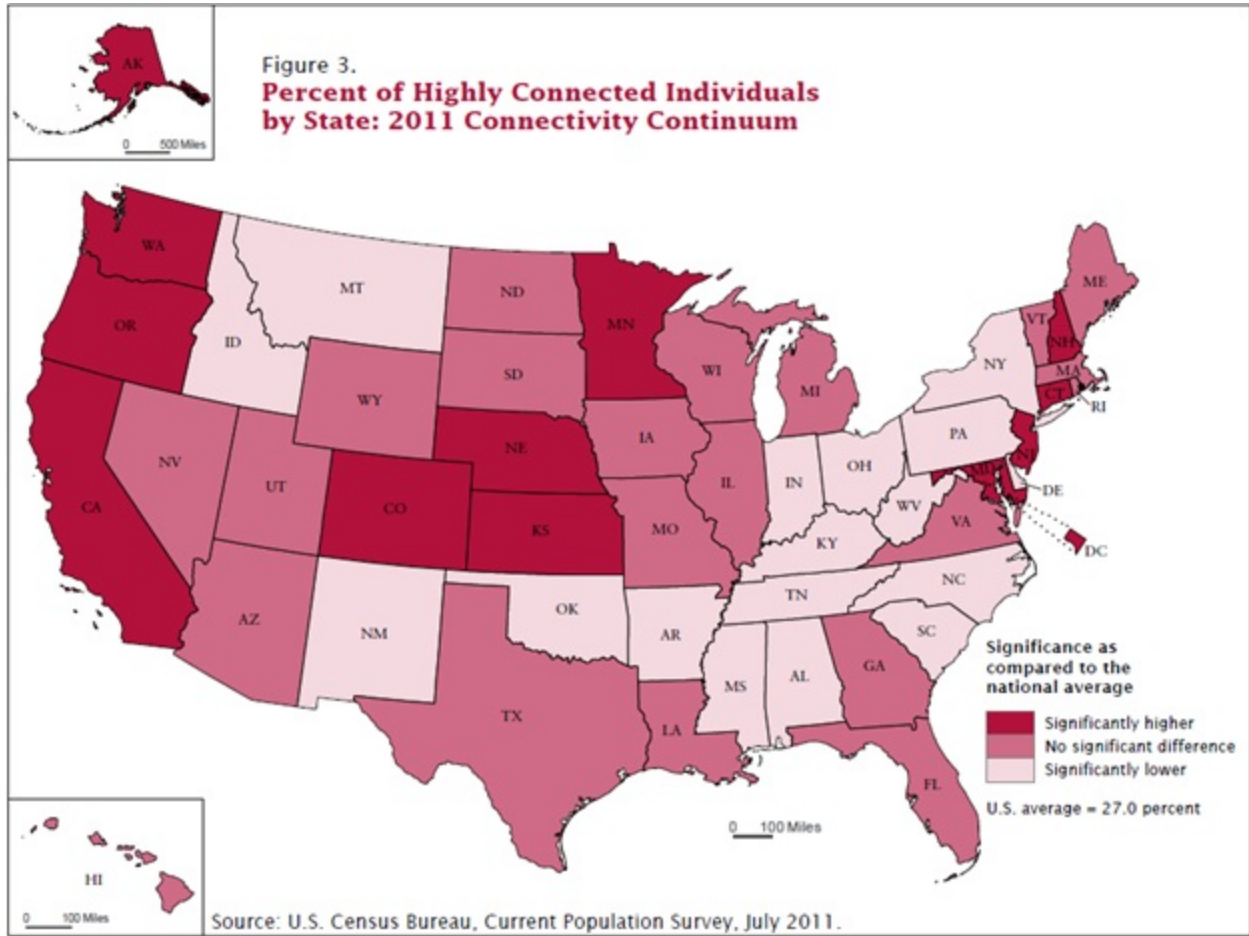 AK
0 500 Miles
Figure 3.
Percent of Highly Connected Individuals
by State: 2011 Connectivity Continuum
WA
OR
CA
ID
NV
MT
WY
UT
AZ
CO
NM
ND
SD
NE
KS
OK
TX
MN
IA
MO
AR
LA
WI
IL
MI
IN
OH
KY
TN
MS
AL
GA
FL
SC
NC
VA
WV
PA
NY
VT
NH
ME
MA
CT
RI
NJ
MD
DE
DC
Significance as
compared to the
national average
Significantly higher
No significant difference
Significantly lower
U.S. average = 27.0 percent
0 100 Miles
HI
0 100 Miles
Source: U.S. Census Bureau, Current Population Survey, July 2011.